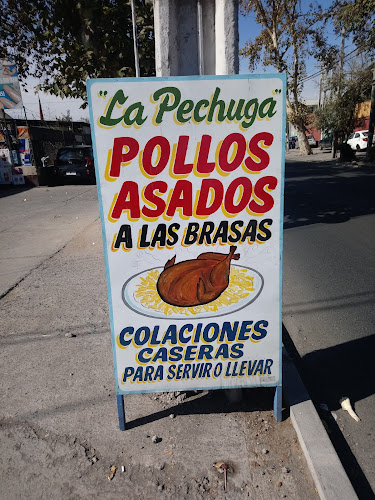 "La Pechuga"
POLLOS
ASADOS
A LAS BRASAS
COLACIONES
CASERAS
PARA SERVIR O LLEVAR